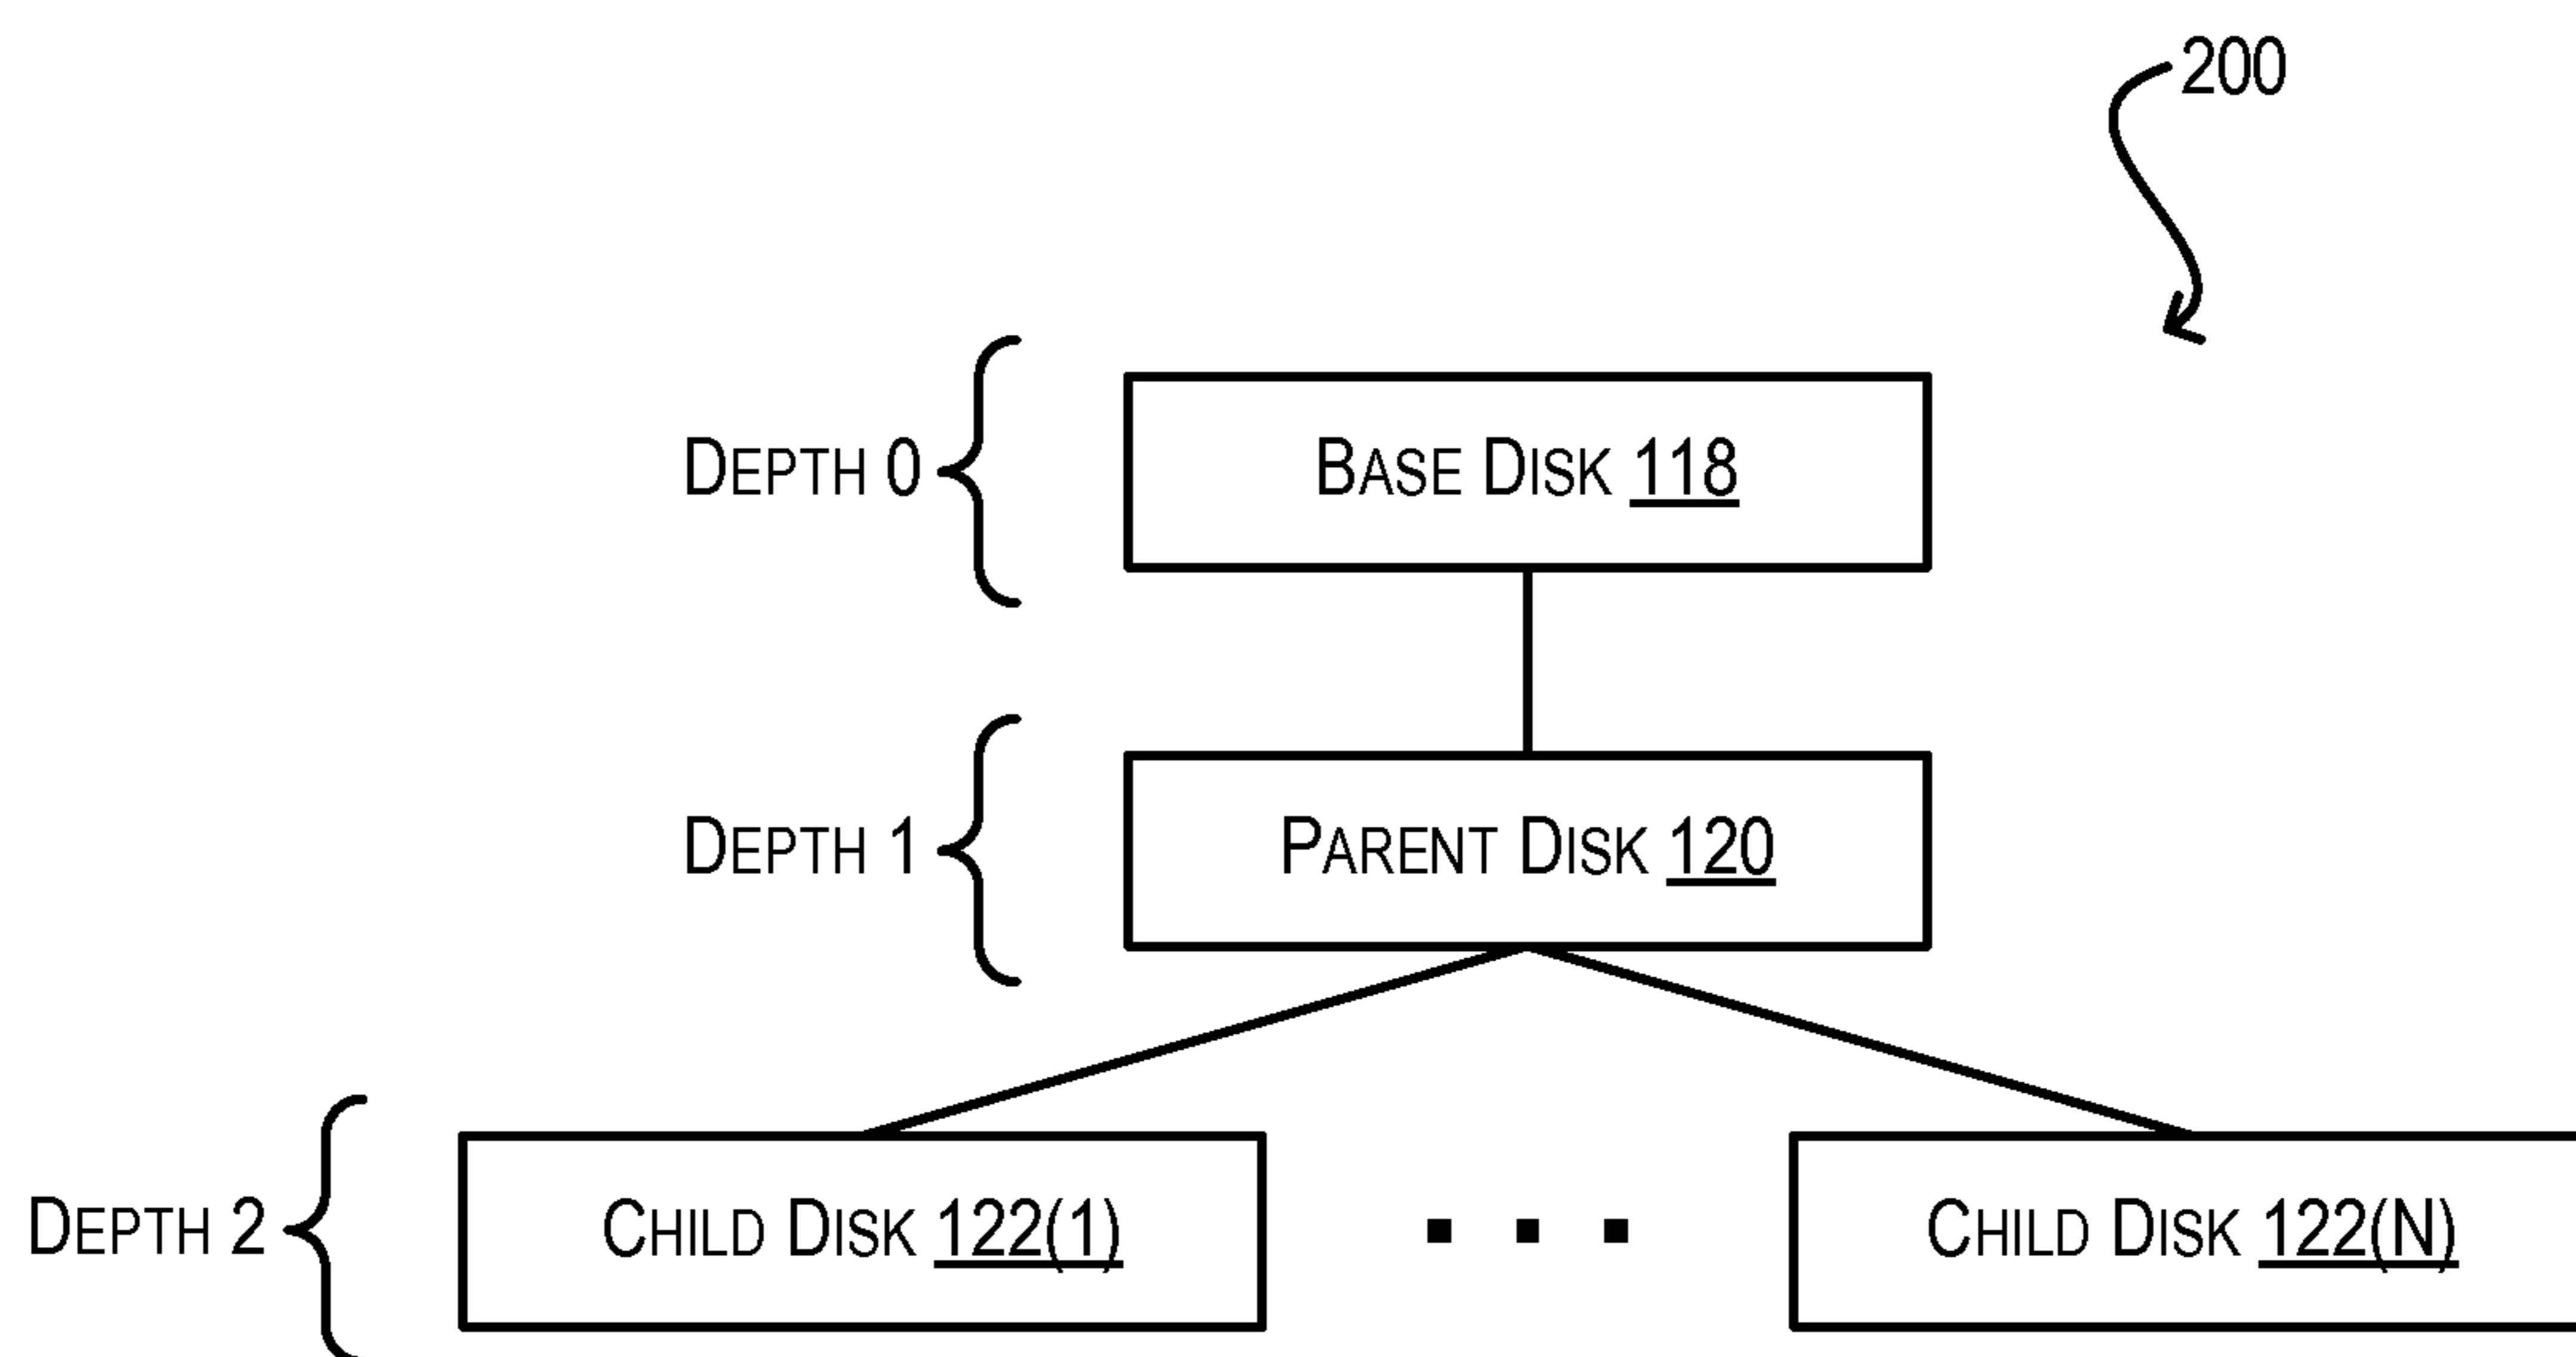 200
DEPTH 0
BASE DISK 118
DEPTH 1
PARENT DISK 120
DEPTH 2
CHILD DISK 122(1)
CHILD DISK 122(N)